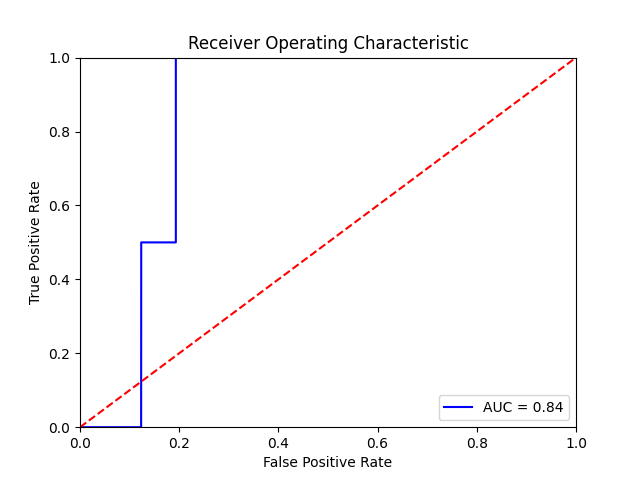 Receiver Operating Characteristic
1.0
0.8
0.6
0.4
0.2
0.0
True Positive Rate
AUC = 0.84
0.0 0.2 0.4 0.6 0.8 1.0
False Positive Rate